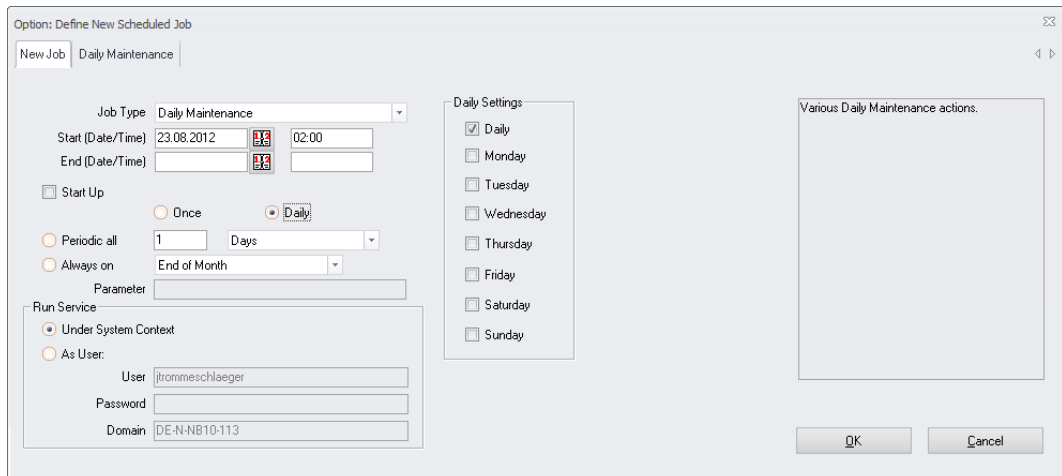 Option: Define New Scheduled Job
New Job Daily Maintenance
Job Type Daily Maintenance
Start (Date/Time) 23.08.2012 02:00
End (Date/Time)
Start Up
Once Daily
Periodic all 1 Days
Always on End of Month
Parameter
Run Service
Under System Context
As User:
User jtrommeschlaeger
Password
Domain DE-N-NB10-113
Daily Settings
Daily
Monday
Tuesday
Wednesday
Thursday
Friday
Saturday
Sunday
Various Daily Maintenance actions.
OK Cancel